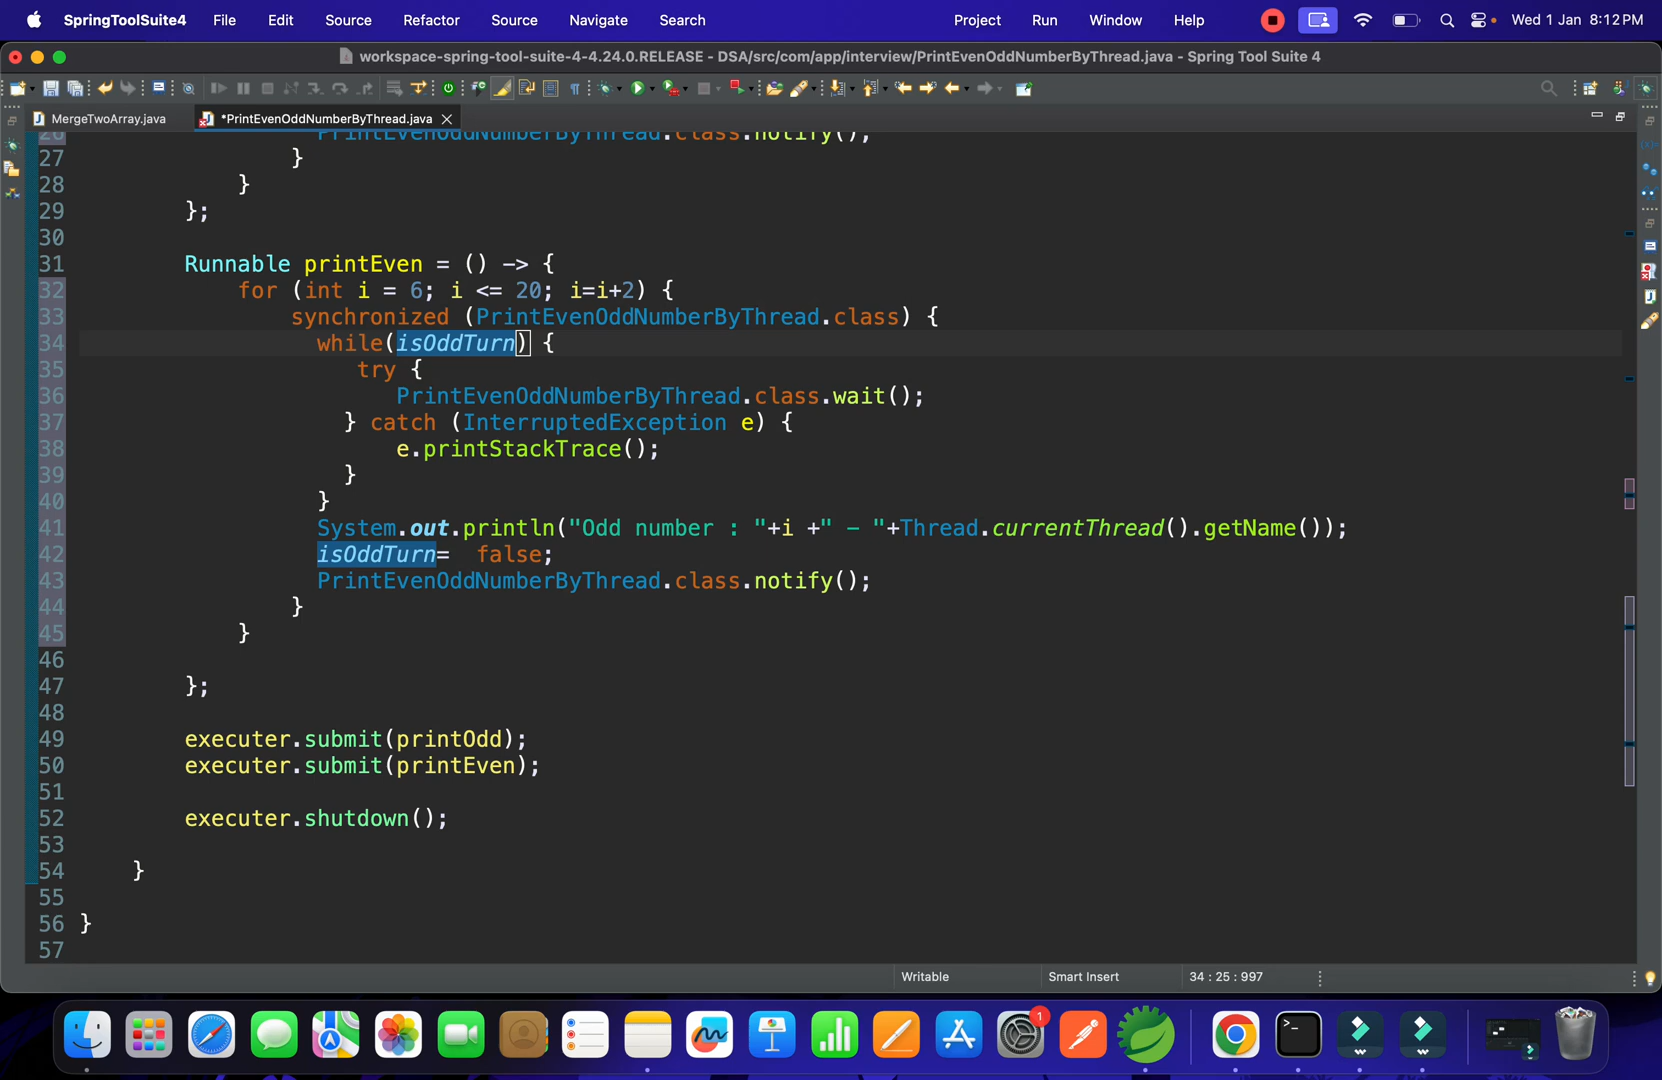 SpringToolSuite4 File Edit Source Refactor Source Navigate Search Project Run Window Help Wed 1 Jan 8:12 PM
workspace-spring-tool-suite-4-4.24.0.RELEASE - DSA/src/com/app/interview/PrintEvenOddNumberByThread.java - Spring Tool Suite 4
MergeTwoArray.java *PrintEvenOddNumberByThread.java
26 PrintEvenOddNumberByThread.class.notify();
27 }
28 }
29 };
30
31 Runnable printEven = () -> {
32 for (int i = 6; i <= 20; i=i+2) {
33 synchronized (PrintEvenOddNumberByThread.class) {
34 while(isOddTurn) {
35 try {
36 PrintEvenOddNumberByThread.class.wait();
37 } catch (InterruptedException e) {
38 e.printStackTrace();
39 }
40 }
41 System.out.println("Odd number : "+i +" - "+Thread.currentThread().getName());
42 isOddTurn= false;
43 PrintEvenOddNumberByThread.class.notify();
44 }
45 }
46
47 };
48
49 executer.submit(printOdd);
50 executer.submit(printEven);
51
52 executer.shutdown();
53
54 }
55
56 }
57
Writable Smart Insert 34 : 25 : 997
1